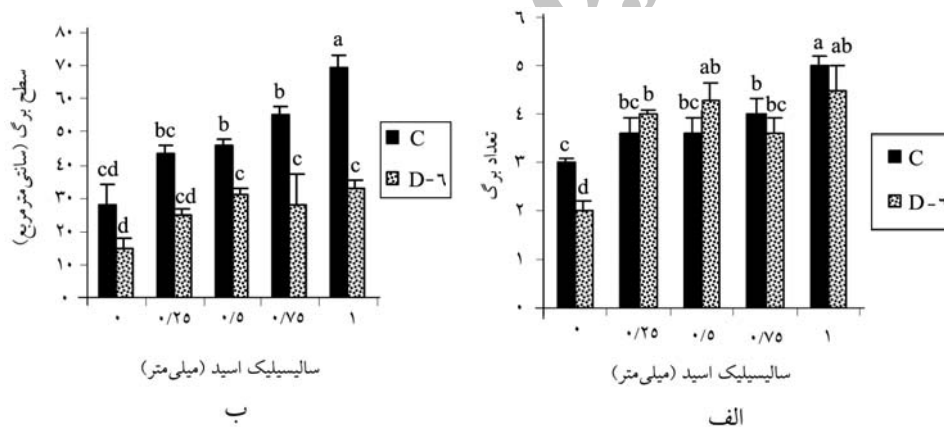 تعداد برگ
۶
۵
۴
۳
۲
۱
۰
c
d
bc
b
bc
ab
b
bc
a
ab
۰
۰/۲۵
۰/۵
۰/۷۵
۱
سالیسیلیک اسید (میلی‌متر)
C
D-۶
الف
سطح برگ (سانتی‌مترمربع)
۸۰
۷۰
۶۰
۵۰
۴۰
۳۰
۲۰
۱۰
۰
cd
d
bc
cd
b
c
b
c
a
c
۰
۰/۲۵
۰/۵
۰/۷۵
۱
سالیسیلیک اسید (میلی‌متر)
C
D-۶
ب